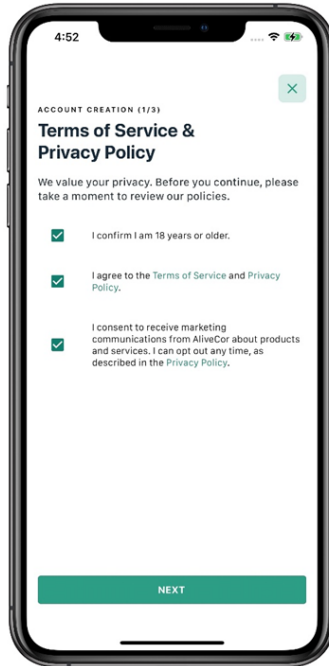 4:52
ACCOUNT CREATION (1/3)
Terms of Service &
Privacy Policy
We value your privacy. Before you continue, please
take a moment to review our policies.
I confirm I am 18 years or older.
I agree to the Terms of Service and Privacy
Policy.
I consent to receive marketing
communications from AliveCor about products
and services. I can opt out any time, as
described in the Privacy Policy.
NEXT